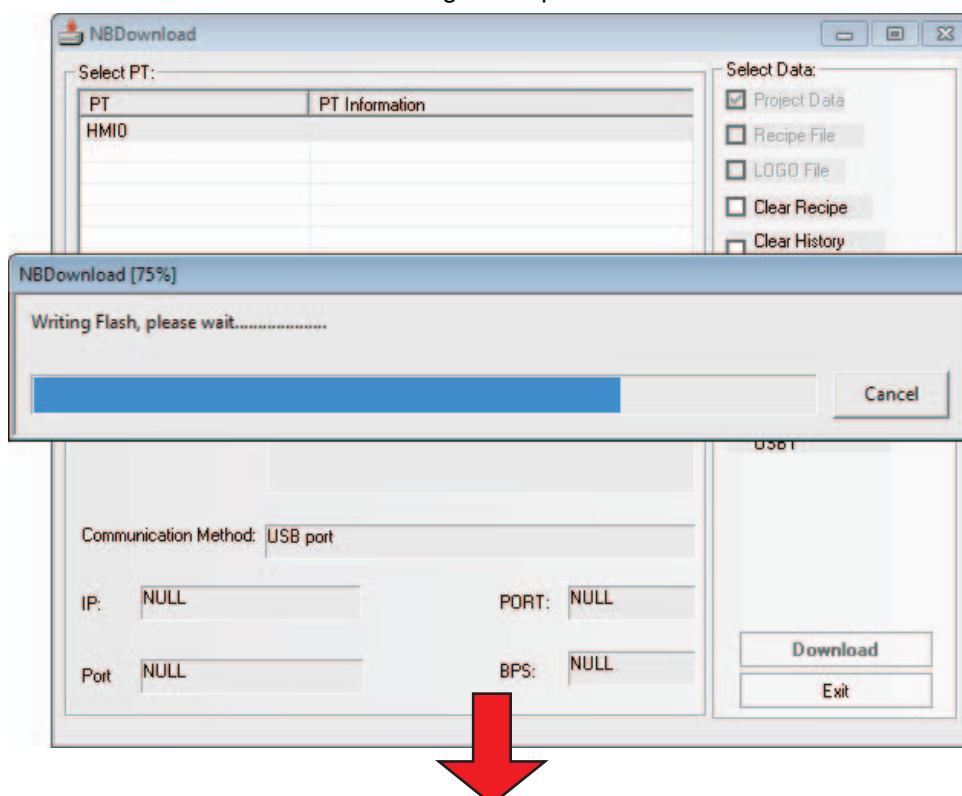 NBDownload
Select PT:
PT PT Information
HMI0
Select Data:
Project Data
Recipe File
LOGO File
Clear Recipe
Clear History
NBDownload [75%]
Writing Flash, please wait.....................
Cancel
Communication Method: USB port
IP: NULL PORT: NULL
Port NULL BPS: NULL
Download
Exit